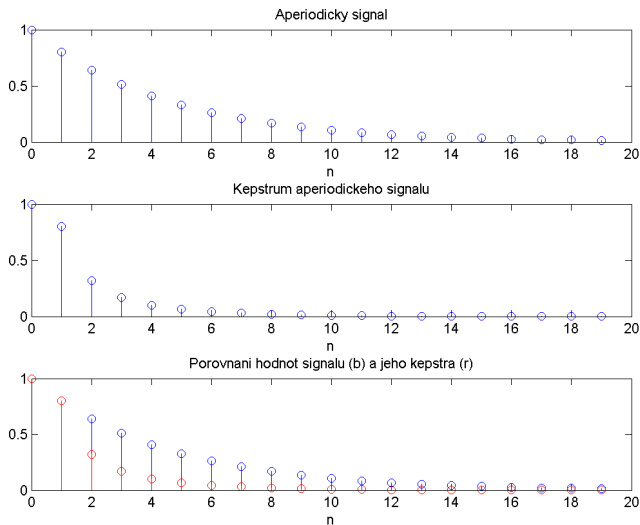 Aperiodicky signal
1
0.5
0
0 2 4 6 8 10 12 14 16 18 20
n
Kepstrum aperiodickeho signalu
1
0.5
0
0 2 4 6 8 10 12 14 16 18 20
n
Porovnani hodnot signalu (b) a jeho kepstra (r)
1
0.5
0
0 2 4 6 8 10 12 14 16 18 20
n